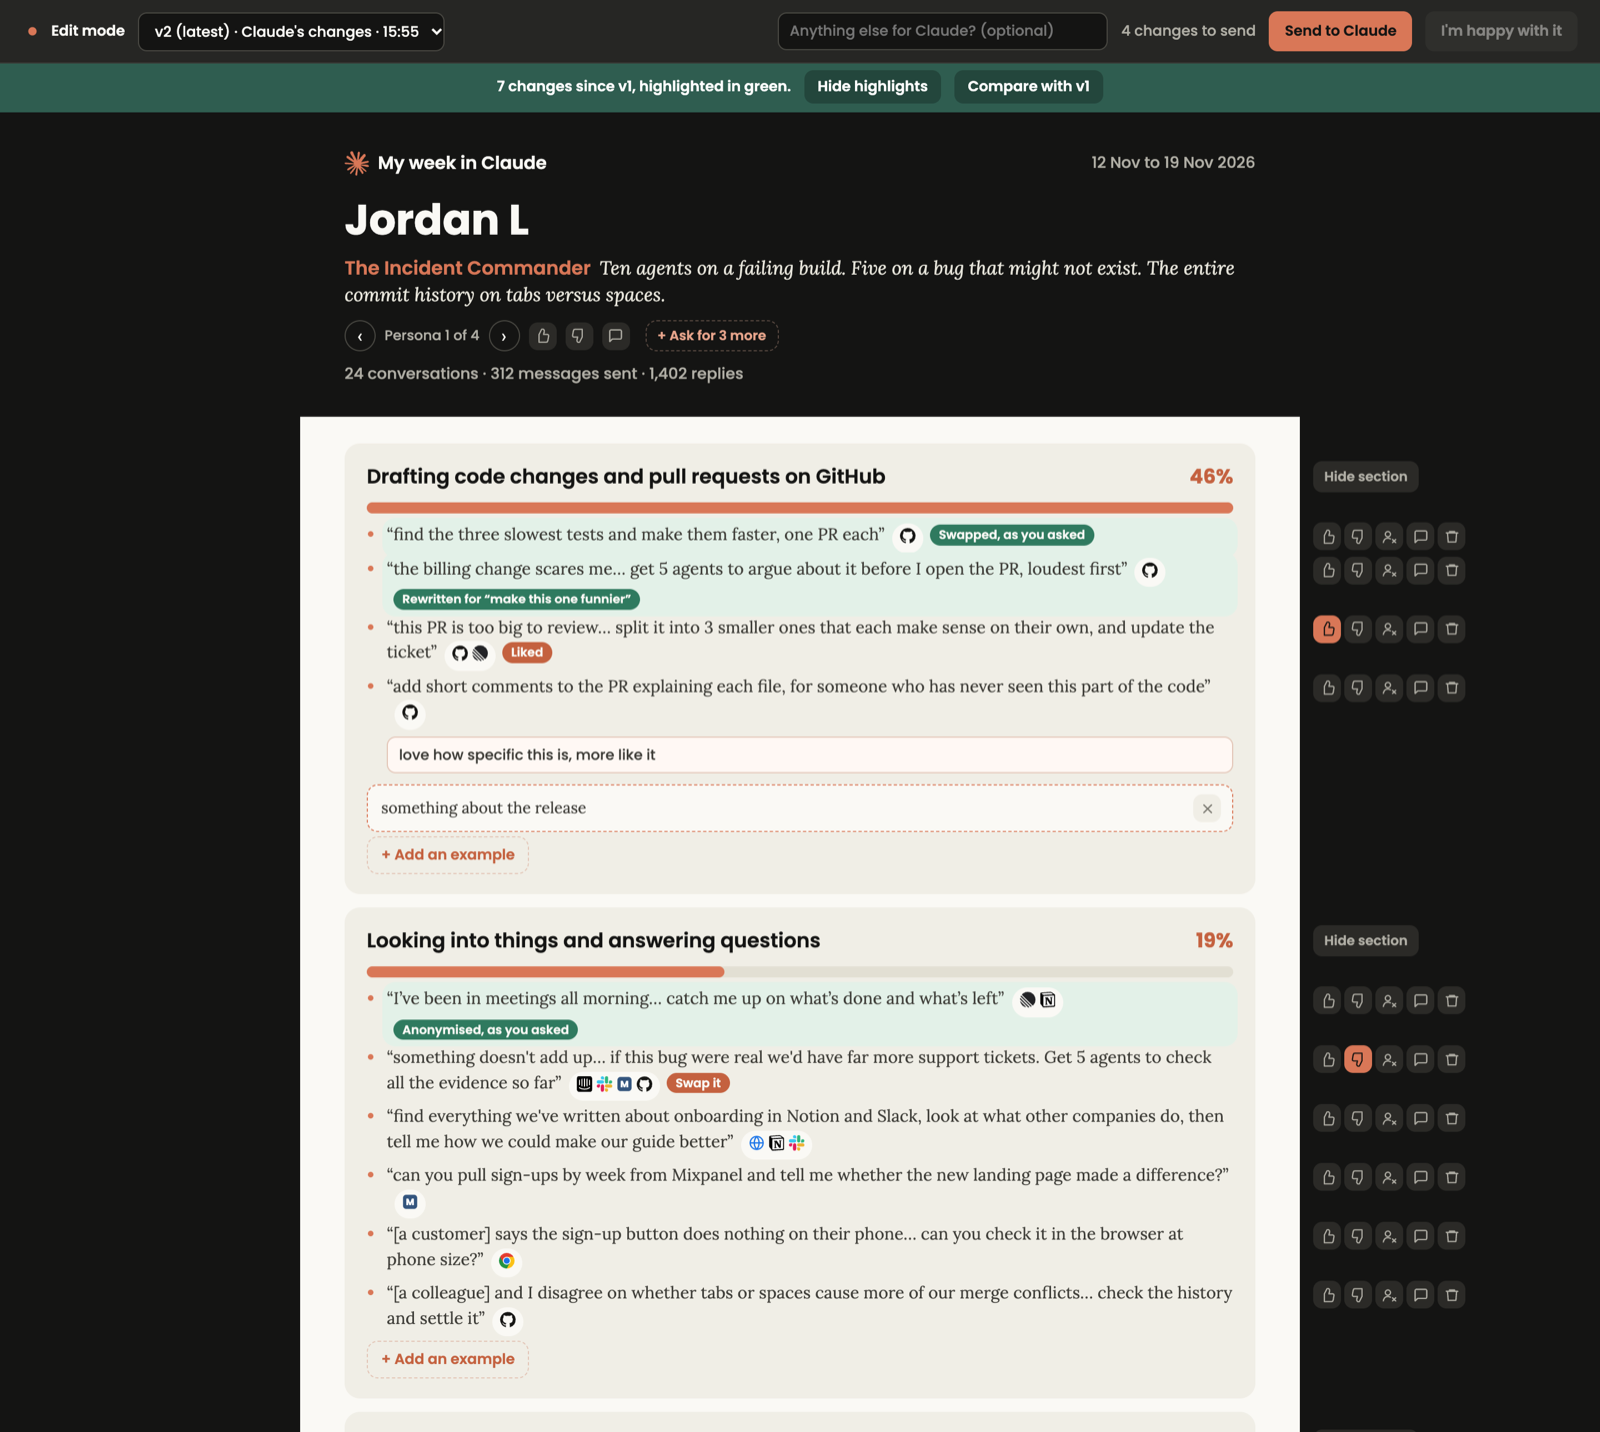 Edit mode
v2 (latest) · Claude's changes · 15:55
Anything else for Claude? (optional)
4 changes to send
Send to Claude
I'm happy with it
7 changes since v1, highlighted in green.
Hide highlights
Compare with v1
My week in Claude
12 Nov to 19 Nov 2026
Jordan L
The Incident Commander Ten agents on a failing build. Five on a bug that might not exist. The entire
commit history on tabs versus spaces.
Persona 1 of 4
+ Ask for 3 more
24 conversations · 312 messages sent · 1,402 replies
Drafting code changes and pull requests on GitHub
46%
Hide section
“find the three slowest tests and make them faster, one PR each”
Swapped, as you asked
“the billing change scares me… get 5 agents to argue about it before I open the PR, loudest first”
Rewritten for “make this one funnier”
“this PR is too big to review… split it into 3 smaller ones that each make sense on their own, and update the
ticket”
Liked
“add short comments to the PR explaining each file, for someone who has never seen this part of the code”
love how specific this is, more like it
something about the release
+ Add an example
Looking into things and answering questions
19%
Hide section
“I’ve been in meetings all morning… catch me up on what’s done and what’s left”
Anonymised, as you asked
“something doesn't add up… if this bug were real we'd have far more support tickets. Get 5 agents to check
all the evidence so far”
M
Swap it
“find everything we've written about onboarding in Notion and Slack, look at what other companies do, then
tell me how we could make our guide better”
“can you pull sign-ups by week from Mixpanel and tell me whether the new landing page made a difference?”
M
“[a customer] says the sign-up button does nothing on their phone… can you check it in the browser at
phone size?”
“[a colleague] and I disagree on whether tabs or spaces cause more of our merge conflicts… check the history
and settle it”
+ Add an example